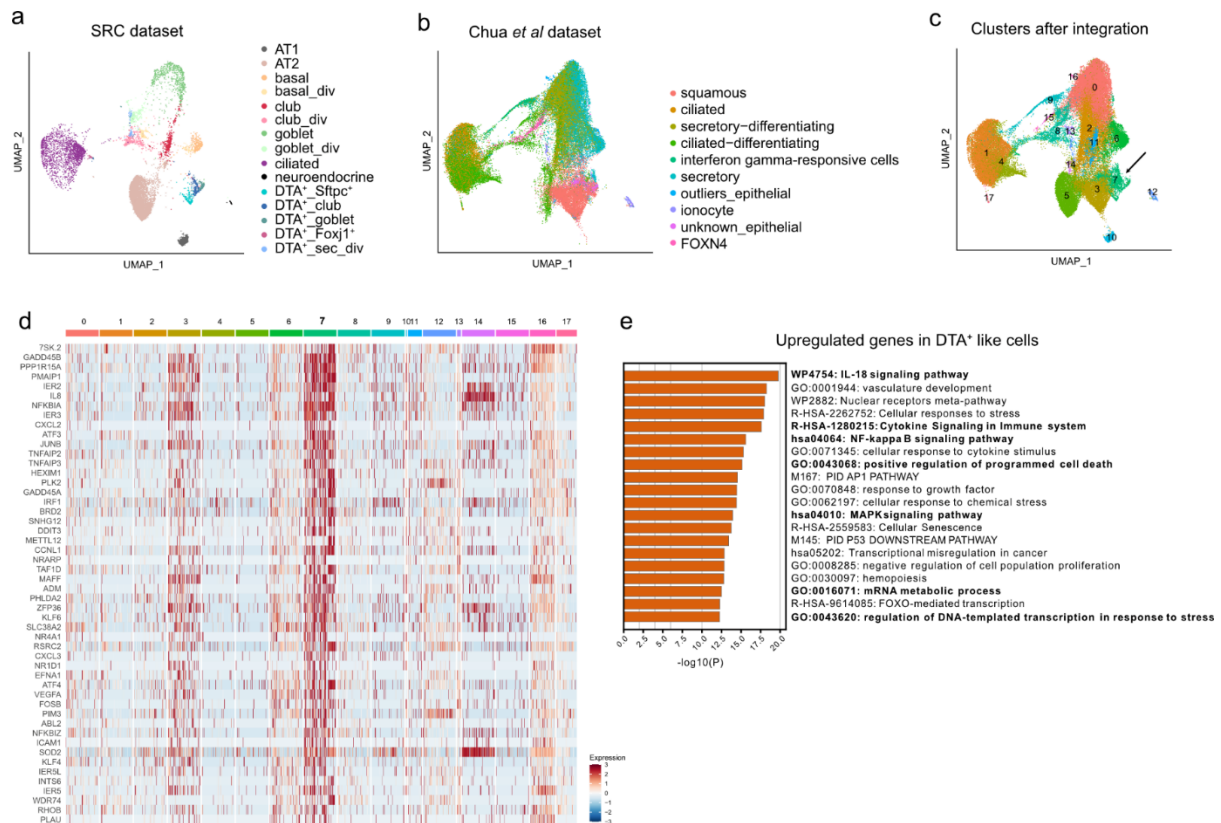 a
SRC dataset
UMAP_2
UMAP_1
AT1
AT2
basal
basal_div
club
club_div
goblet
goblet_div
ciliated
neuroendocrine
DTA⁺_Sftpc⁺
DTA⁺_club
DTA⁺_goblet
DTA⁺_Foxj1⁺
DTA⁺_sec_div
b
Chua et al dataset
UMAP_2
UMAP_1
squamous
ciliated
secretory-differentiating
ciliated-differentiating
interferon gamma-responsive cells
secretory
outliers_epithelial
ionocyte
unknown_epithelial
FOXN4
c
Clusters after integration
UMAP_2
UMAP_1
16
0
9
15
2
8
13
11
6
1
4
14
7
5
3
12
17
10
d
0 1 2 3 4 5 6 7 8 9 10 11 12 13 14 15 16 17
7SK.2
GADD45B
PPP1R15A
PMAIP1
IER2
IL8
NFKBIA
IER3
CXCL2
ATF3
JUNB
TNFAIP2
TNFAIP3
HEXIM1
PLK2
GADD45A
IRF1
BRD2
SNHG12
DDIT3
METTL12
CCNL1
NRARP
TAF1D
MAFF
ADM
PHLDA2
ZFP36
KLF6
SLC38A2
NR4A1
RSRC2
CXCL3
NR1D1
EFNA1
ATF4
VEGFA
FOSB
PIM3
ABL2
NFKBIZ
ICAM1
SOD2
KLF4
IER5L
INTS6
IER5
WDR74
RHOB
PLAU
Expression
3
2
1
0
−1
−2
−3
e
Upregulated genes in DTA⁺ like cells
WP4754: IL-18 signaling pathway
GO:0001944: vasculature development
WP2882: Nuclear receptors meta-pathway
R-HSA-2262752: Cellular responses to stress
R-HSA-1280215: Cytokine Signaling in Immune system
hsa04064: NF-kappa B signaling pathway
GO:0071345: cellular response to cytokine stimulus
GO:0043068: positive regulation of programmed cell death
M167: PID AP1 PATHWAY
GO:0070848: response to growth factor
GO:0062197: cellular response to chemical stress
hsa04010: MAPK signaling pathway
R-HSA-2559583: Cellular Senescence
M145: PID P53 DOWNSTREAM PATHWAY
hsa05202: Transcriptional misregulation in cancer
GO:0008285: negative regulation of cell population proliferation
GO:0030097: hemopoiesis
GO:0016071: mRNA metabolic process
R-HSA-9614085: FOXO-mediated transcription
GO:0043620: regulation of DNA-templated transcription in response to stress
0.0 2.5 5.0 7.5 10.0 12.5 15.0 17.5 20.0
-log10(P)